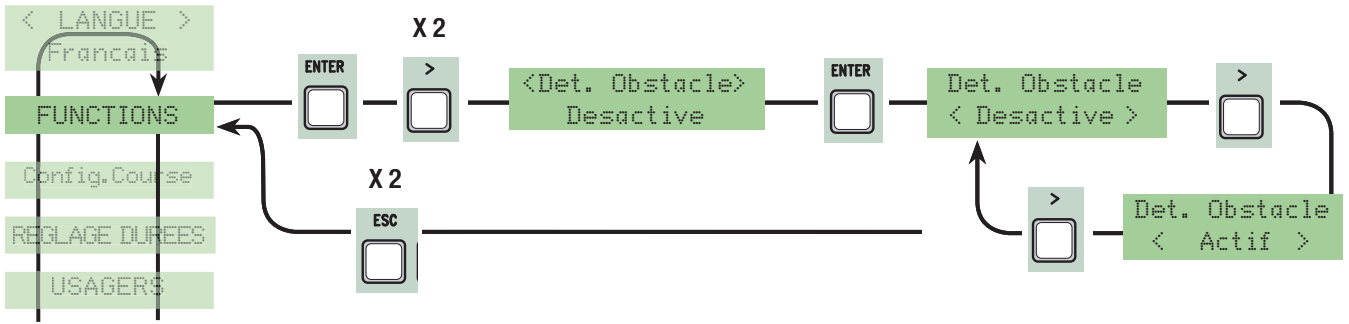 < LANGUE >
Francais
FUNCTIONS
Config.Course
REGLAGE DUREES
USAGERS
X 2
ENTER
>
<Det. Obstacle>
Desactive
ENTER
Det. Obstacle
< Desactive >
>
Det. Obstacle
< Actif >
>
X 2
ESC